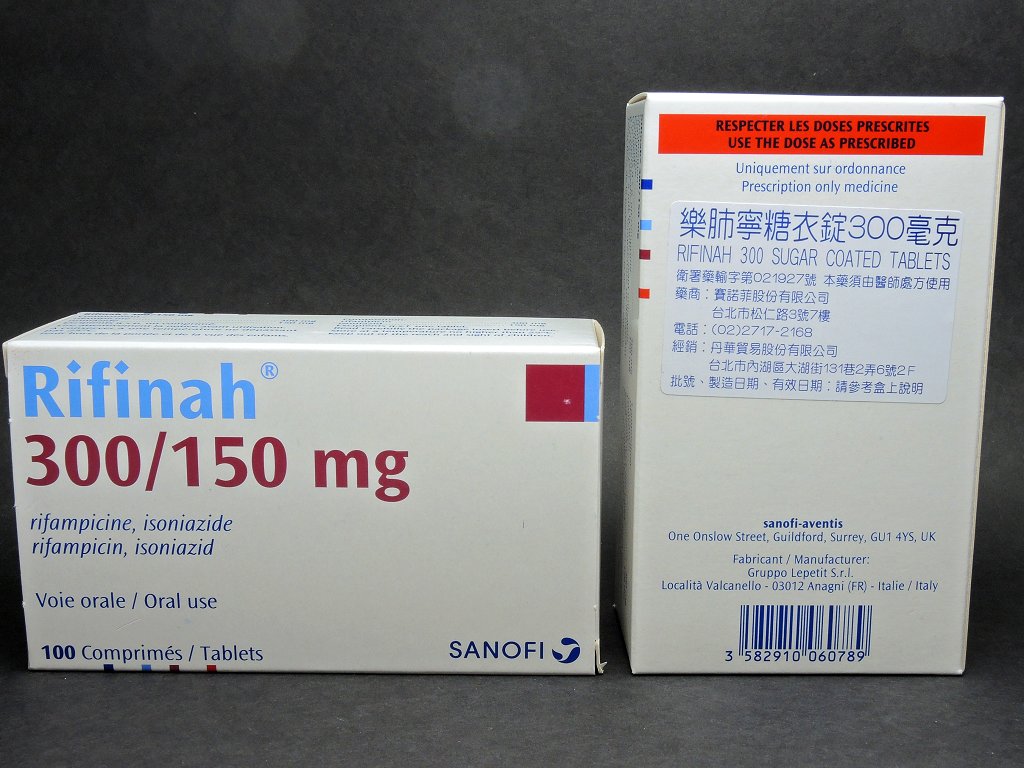 Rifinah®
300/150 mg
rifampicine, isoniazide
rifampicin, isoniazid
Voie orale / Oral use
100 Comprimés / Tablets
SANOFI
RESPECTER LES DOSES PRESCRITES
USE THE DOSE AS PRESCRIBED
Uniquement sur ordonnance
Prescription only medicine
樂肺寧糖衣錠300毫克
RIFINAH 300 SUGAR COATED TABLETS
衛署藥輸字第021927號 本藥須由醫師處方使用
藥商：賽諾菲股份有限公司
台北市松仁路3號7樓
電話：(02)2717-2168
經銷：丹華貿易股份有限公司
台北市內湖區大湖街131巷2弄6號2F
批號、製造日期、有效日期：請參考盒上說明
sanofi-aventis
One Onslow Street, Guildford, Surrey, GU1 4YS, UK
Fabricant / Manufacturer:
Gruppo Lepetit S.r.l.
Località Valcanello - 03012 Anagni (FR) - Italie / Italy
3 582910 060789